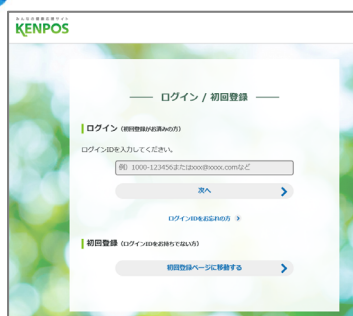 みんなの健康応援サイト
KENPOS
ログイン / 初回登録
ログイン (初回登録がお済みの方)
ログインIDを入力してください。
例）1000-123456またはxxx@xxxx.comなど
次へ
ログインIDをお忘れの方
初回登録 (ログインIDをお持ちでない方)
初回登録ページに移動する